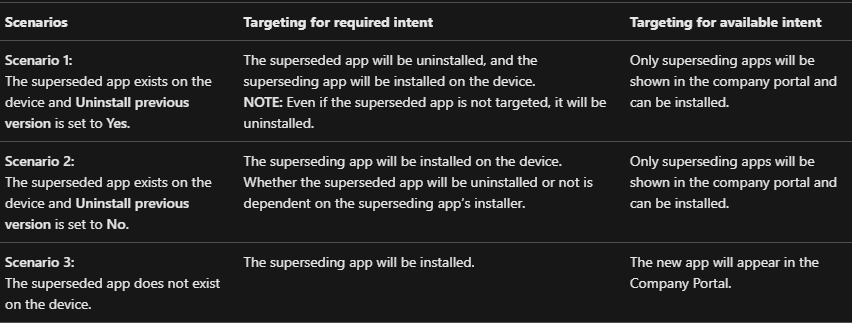 Scenarios
Targeting for required intent
Targeting for available intent
Scenario 1:
The superseded app exists on the
device and Uninstall previous
version is set to Yes.
The superseded app will be uninstalled, and the
superseding app will be installed on the device.
NOTE: Even if the superseded app is not targeted, it will be
uninstalled.
Only superseding apps will be
shown in the company portal and
can be installed.
Scenario 2:
The superseded app exists on the
device and Uninstall previous
version is set to No.
The superseding app will be installed on the device.
Whether the superseded app will be uninstalled or not is
dependent on the superseding app's installer.
Only superseding apps will be
shown in the company portal and
can be installed.
Scenario 3:
The superseded app does not exist
on the device.
The superseding app will be installed.
The new app will appear in the
Company Portal.